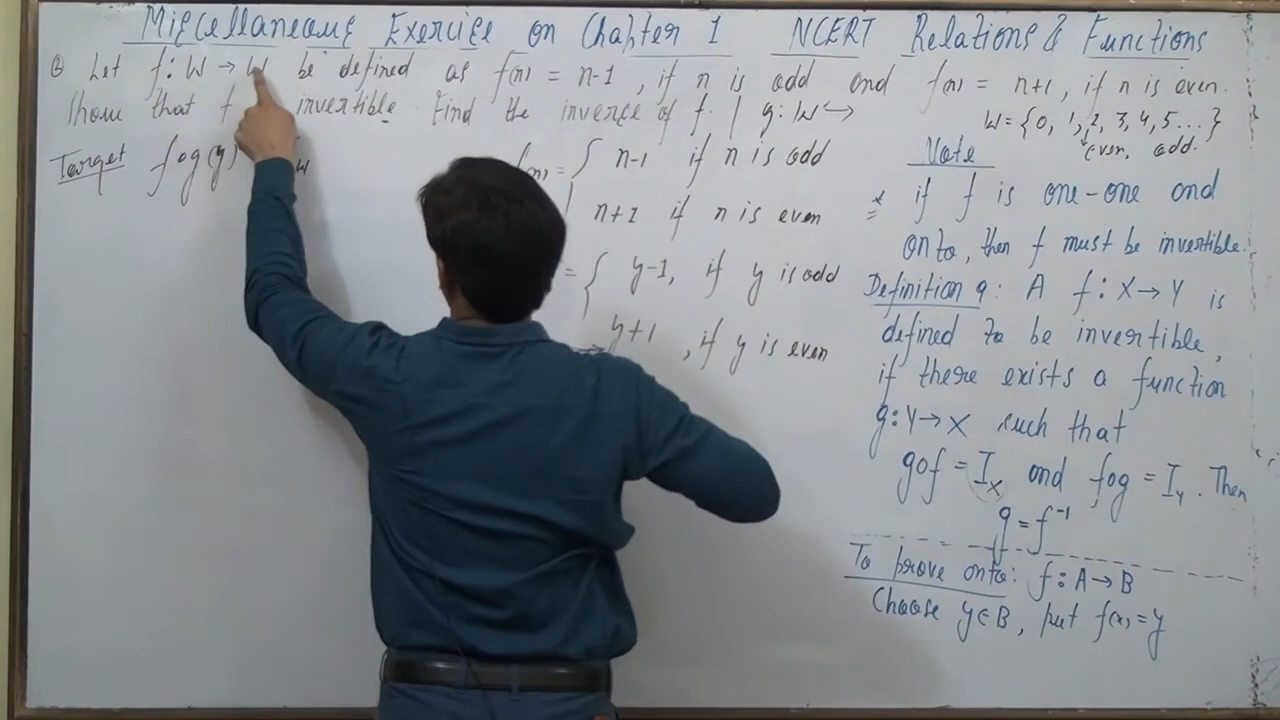 Miscellaneous Exercise on Chapter 1 NCERT Relations & Functions
Let f: W → W be defined as f(n) = n-1, if n is odd and f(n) = n+1, if n is even.
Show that f invertible. Find the inverse of f. | g: W →
W = {0, 1, 2, 3, 4, 5...}
even, odd.
Target fog(y)
W
f(n) = { n-1 if n is odd
n+1 if n is even
= { y-1, if y is odd
y+1, if y is even
Note
* if f is one-one and
onto, then f must be invertible.
Definition 9: A f: X→Y is
defined to be invertible,
if there exists a function
g: Y→X such that
gof = I_X and fog = I_Y. Then
g = f⁻¹
To prove onto: f: A→B
Choose y∈B, put f(x) = y